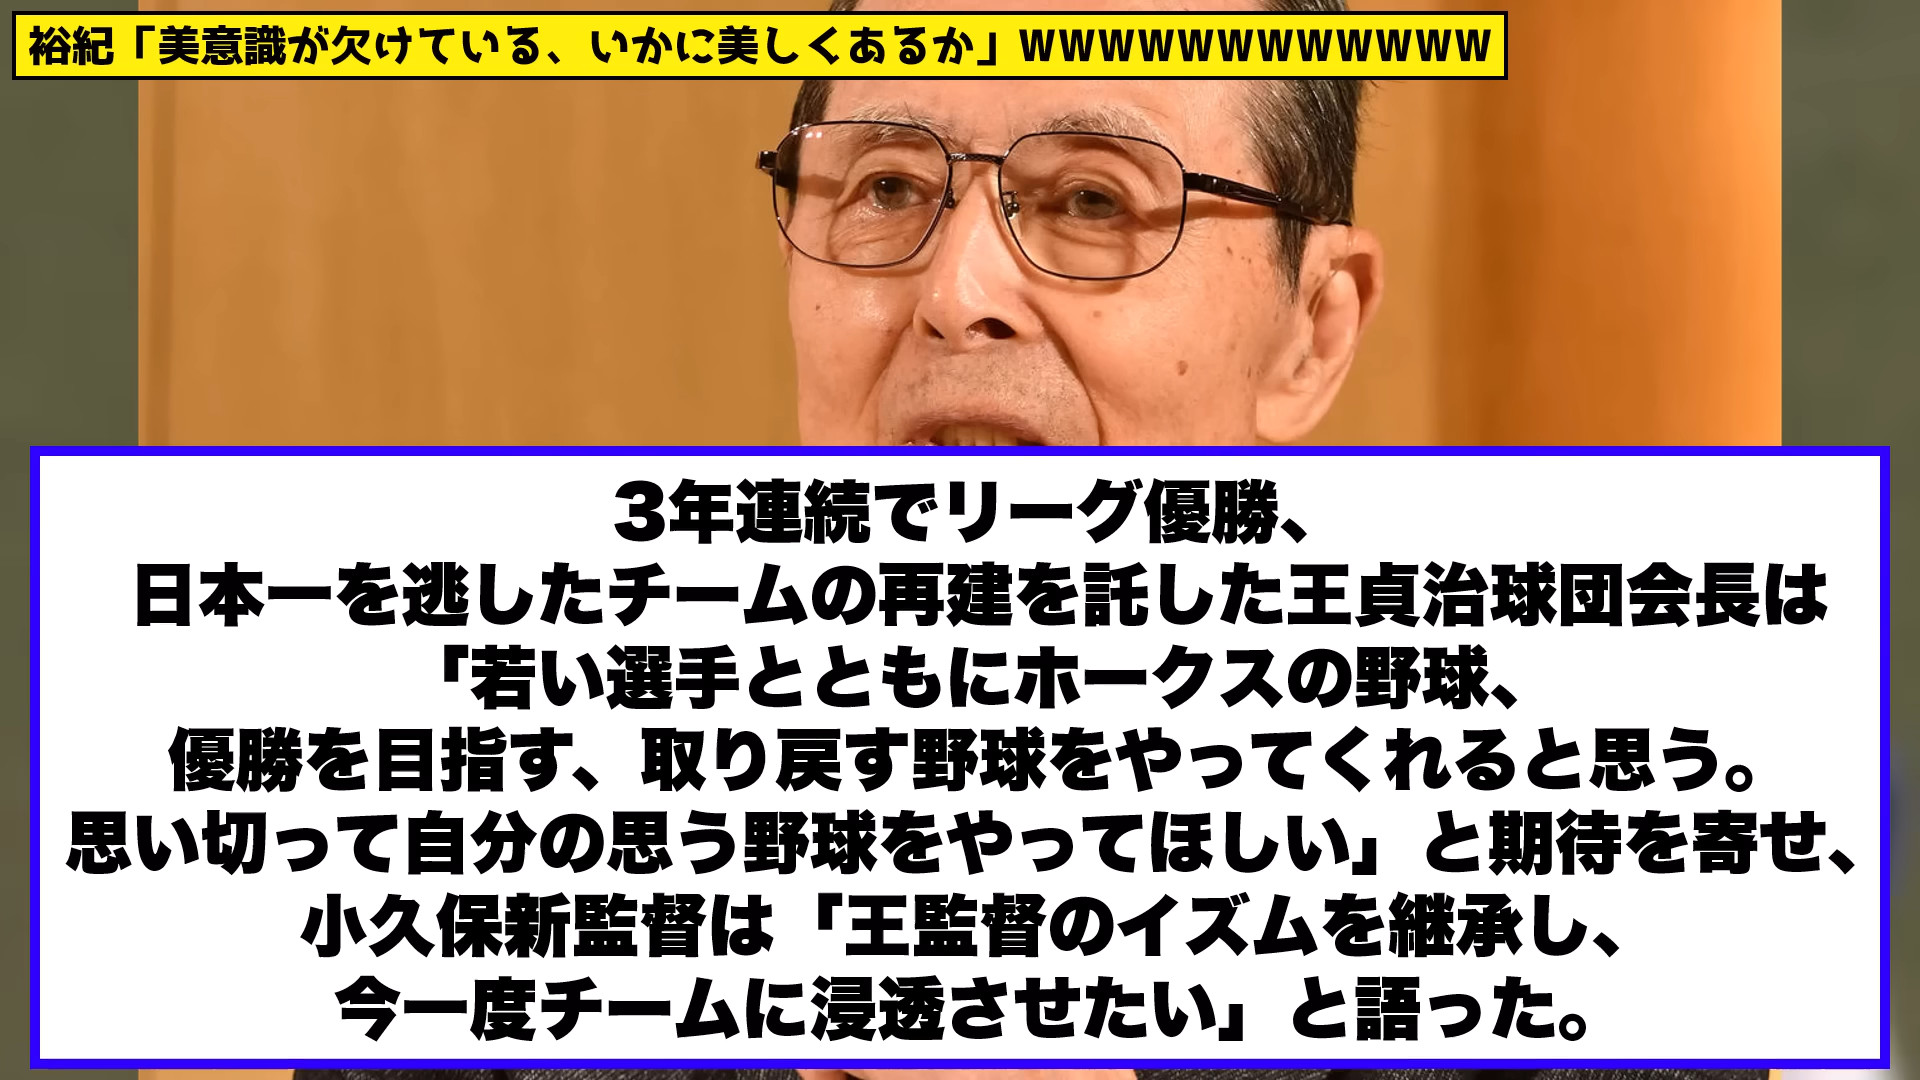 裕紀「美意識が欠けている、いかに美しくあるか」WWWWWWWWWWWW
3年連続でリーグ優勝、
日本一を逃したチームの再建を託した王貞治球団会長は
「若い選手とともにホークスの野球、
優勝を目指す、取り戻す野球をやってくれると思う。
思い切って自分の思う野球をやってほしい」と期待を寄せ、
小久保新監督は「王監督のイズムを継承し、
今一度チームに浸透させたい」と語った。